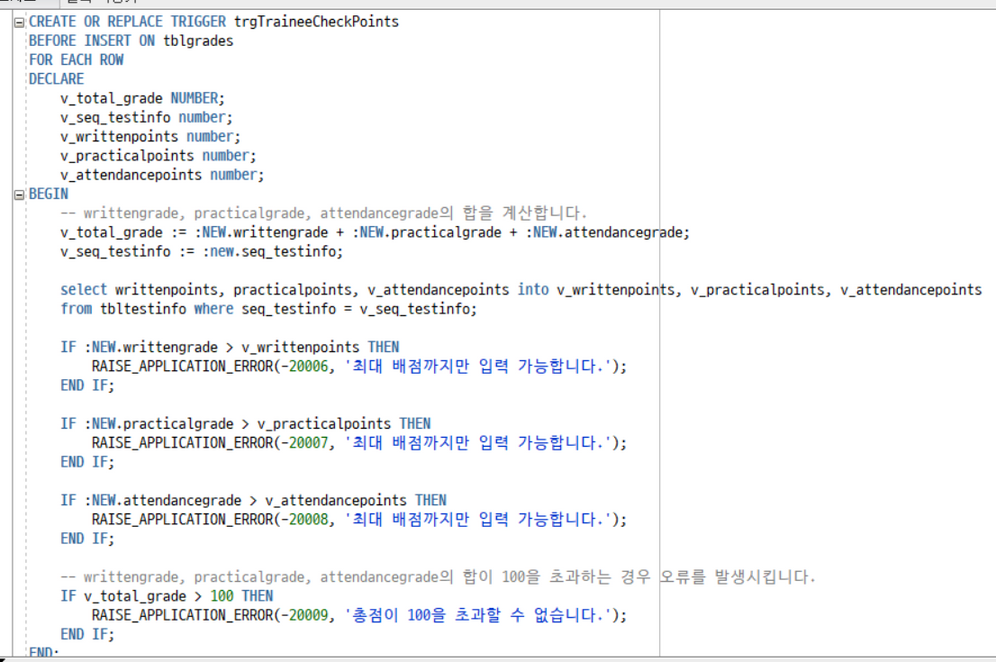 CREATE OR REPLACE TRIGGER trgTraineeCheckPoints
BEFORE INSERT ON tblgrades
FOR EACH ROW
DECLARE
    v_total_grade NUMBER;
    v_seq_testinfo number;
    v_writtenpoints number;
    v_practicalpoints number;
    v_attendancepoints number;
BEGIN
    -- writtengrade, practicalgrade, attendancegrade의 합을 계산합니다.
    v_total_grade := :NEW.writtengrade + :NEW.practicalgrade + :NEW.attendancegrade;
    v_seq_testinfo := :new.seq_testinfo;
    select writtenpoints, practicalpoints, v_attendancepoints into v_writtenpoints, v_practicalpoints, v_attendancepoints
    from tbltestinfo where seq_testinfo = v_seq_testinfo;
    IF :NEW.writtengrade > v_writtenpoints THEN
        RAISE_APPLICATION_ERROR(-20006, '최대 배점까지만 입력 가능합니다.');
    END IF;
    IF :NEW.practicalgrade > v_practicalpoints THEN
        RAISE_APPLICATION_ERROR(-20007, '최대 배점까지만 입력 가능합니다.');
    END IF;
    IF :NEW.attendancegrade > v_attendancepoints THEN
        RAISE_APPLICATION_ERROR(-20008, '최대 배점까지만 입력 가능합니다.');
    END IF;
    -- writtengrade, practicalgrade, attendancegrade의 합이 100을 초과하는 경우 오류를 발생시킵니다.
    IF v_total_grade > 100 THEN
        RAISE_APPLICATION_ERROR(-20009, '총점이 100을 초과할 수 없습니다.');
    END IF;
END;